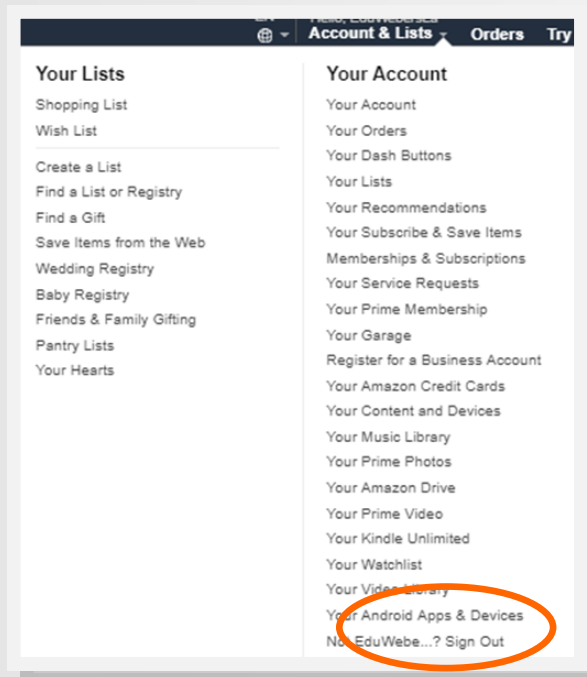 Hello, EduWebersLa
EN
Account & Lists Orders Try
Your Lists
Shopping List
Wish List
Create a List
Find a List or Registry
Find a Gift
Save Items from the Web
Wedding Registry
Baby Registry
Friends & Family Gifting
Pantry Lists
Your Hearts
Your Account
Your Account
Your Orders
Your Dash Buttons
Your Lists
Your Recommendations
Your Subscribe & Save Items
Memberships & Subscriptions
Your Service Requests
Your Prime Membership
Your Garage
Register for a Business Account
Your Amazon Credit Cards
Your Content and Devices
Your Music Library
Your Prime Photos
Your Amazon Drive
Your Prime Video
Your Kindle Unlimited
Your Watchlist
Your Video Library
Your Android Apps & Devices
Not EduWebe...? Sign Out